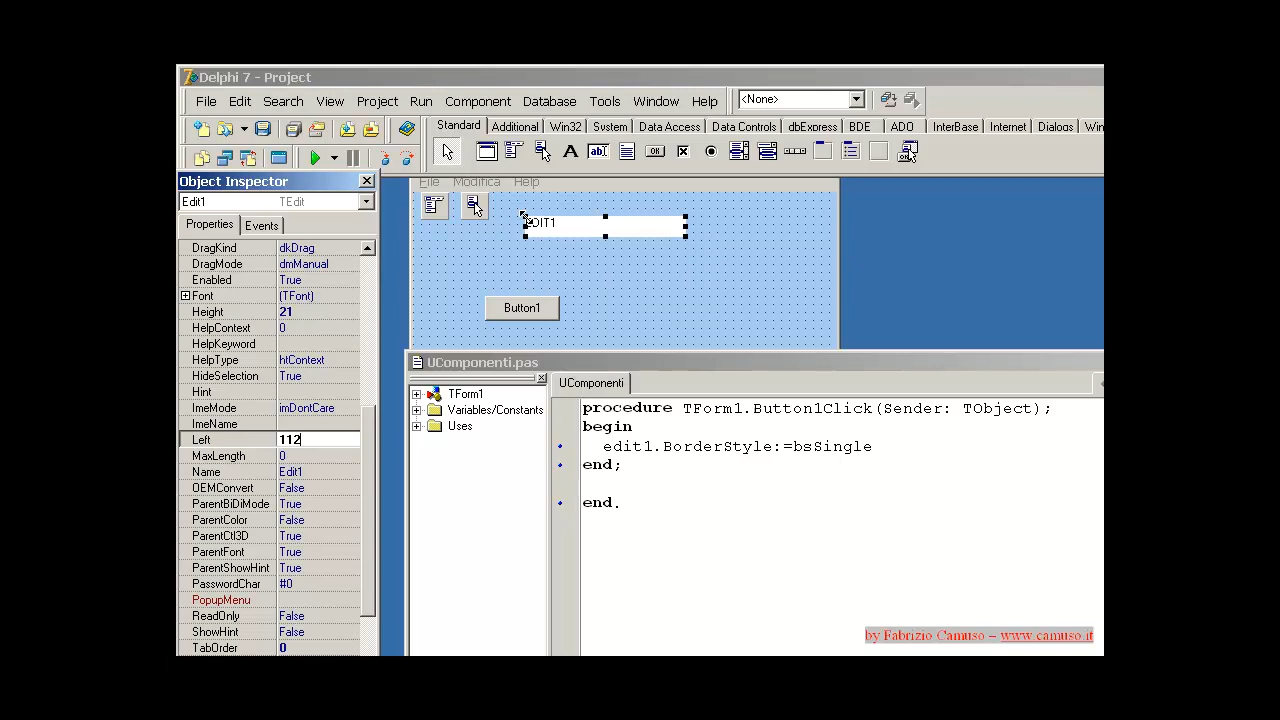 Delphi 7 - Project
File Edit Search View Project Run Component Database Tools Window Help
<None>
Standard Additional Win32 System Data Access Data Controls dbExpress BDE ADO InterBase Internet Dialogs Win
Object Inspector
Edit1 TEdit
Properties Events
DragKind dkDrag
DragMode dmManual
Enabled True
Font (TFont)
Height 21
HelpContext 0
HelpKeyword
HelpType htContext
HideSelection True
Hint
ImeMode imDontCare
ImeName
Left 112
MaxLength 0
Name Edit1
OEMConvert False
ParentBiDiMode True
ParentColor False
ParentCtl3D True
ParentFont True
ParentShowHint True
PasswordChar #0
PopupMenu
ReadOnly False
ShowHint False
TabOrder 0
File Modifica Help
EDIT1
Button1
UComponenti.pas
TForm1
Variables/Constants
Uses
UComponenti
procedure TForm1.Button1Click(Sender: TObject);
begin
edit1.BorderStyle:=bsSingle
end;
end.
by Fabrizio Camuso – www.camuso.it